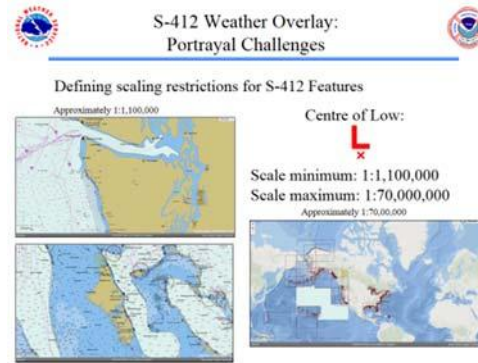 S-412 Weather Overlay:
Portrayal Challenges
Defining scaling restrictions for S-412 Features
Approximately 1:1,100,000
Centre of Low:
L
×
Scale minimum: 1:1,100,000
Scale maximum: 1:70,000,000
Approximately 1:70,00,000